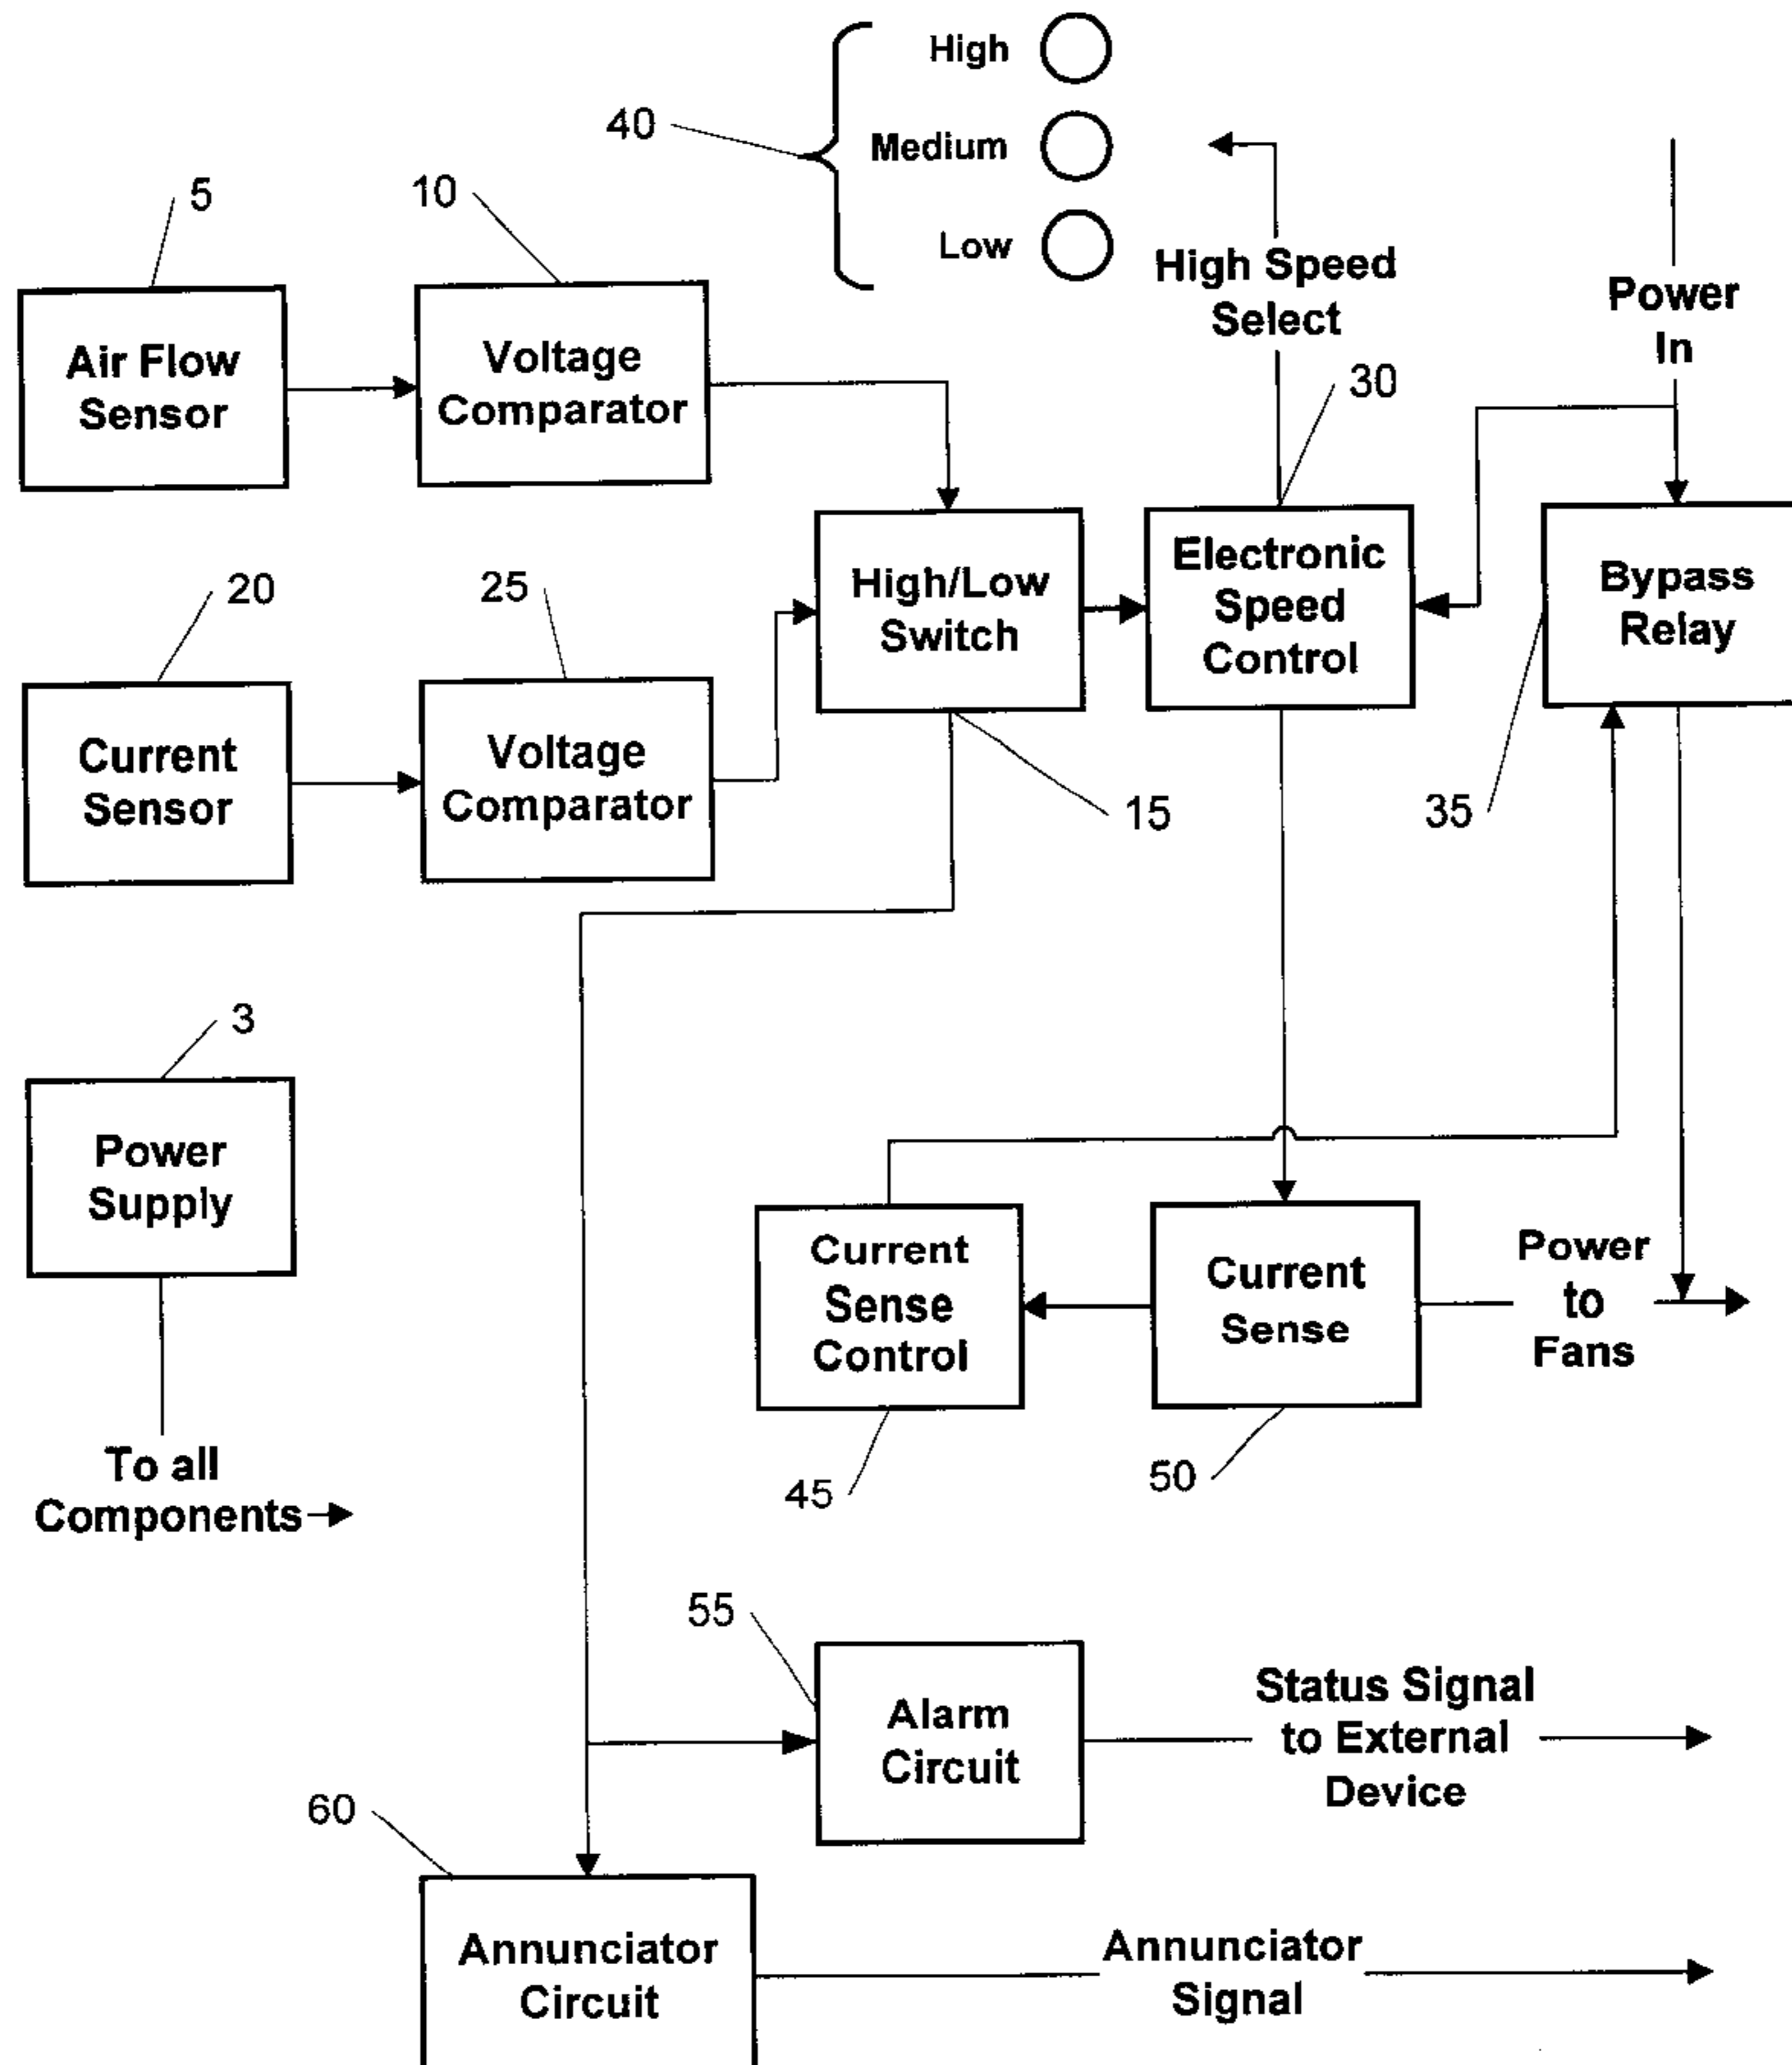 High
40
Medium
Low
5
10
High Speed
Select
Power
In
Air Flow
Sensor
Voltage
Comparator
30
20
25
High/Low
Switch
Electronic
Speed
Control
Bypass
Relay
Current
Sensor
Voltage
Comparator
15
35
3
Power
Supply
Current
Sense
Control
Current
Sense
Power
to
Fans
To all
Components
45
50
55
Alarm
Circuit
Status Signal
to External
Device
60
Annunciator
Circuit
Annunciator
Signal